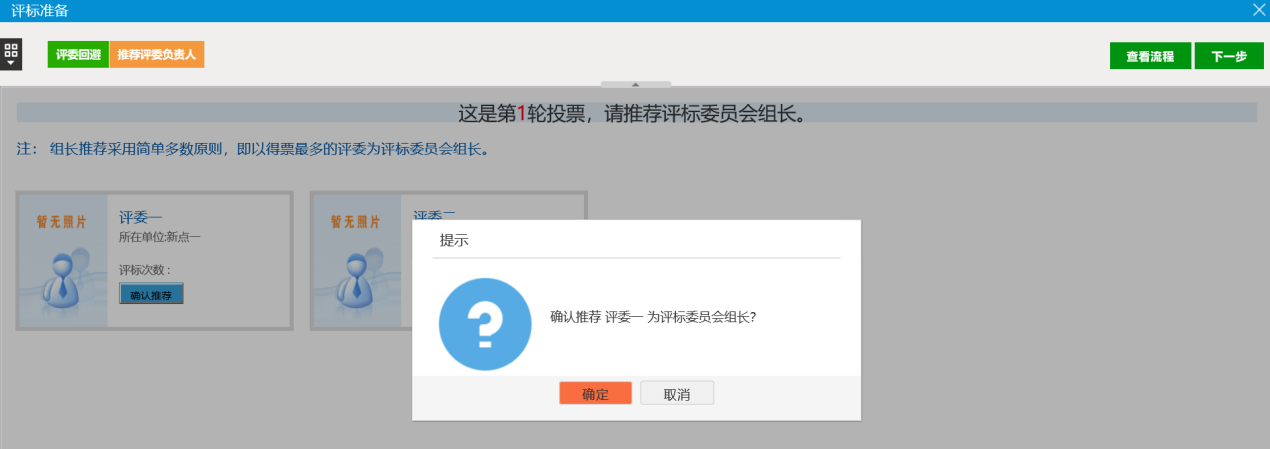 评标准备
评委回避 推荐评委负责人
查看流程 下一步
这是第1轮投票，请推荐评标委员会组长。
注： 组长推荐采用简单多数原则，即以得票最多的评委为评标委员会组长。
暂无照片
评委一
所在单位:新点一
评标次数：
确认推荐
暂无照片
评委二
提示
确认推荐 评委一 为评标委员会组长?
确定 取消